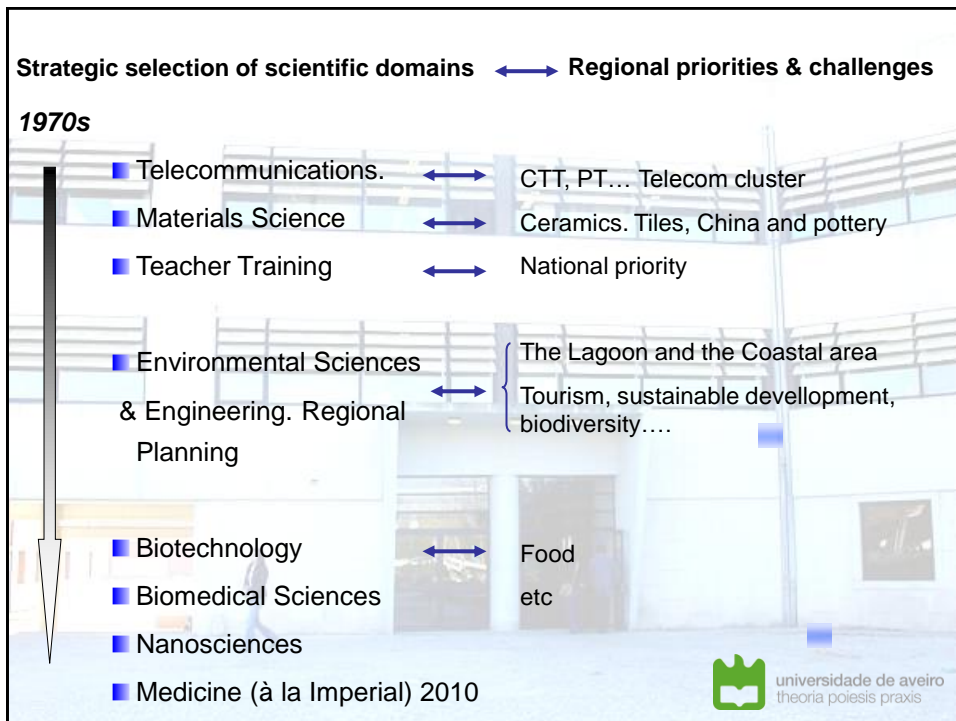 Strategic selection of scientific domains Regional priorities & challenges
1970s
Telecommunications. CTT, PT… Telecom cluster
Materials Science Ceramics. Tiles, China and pottery
Teacher Training National priority
Environmental Sciences
& Engineering. Regional
Planning
The Lagoon and the Coastal area
Tourism, sustainable devellopment,
biodiversity….
Biotechnology Food
Biomedical Sciences etc
Nanosciences
Medicine (à la Imperial) 2010
universidade de aveiro
theoria poiesis praxis